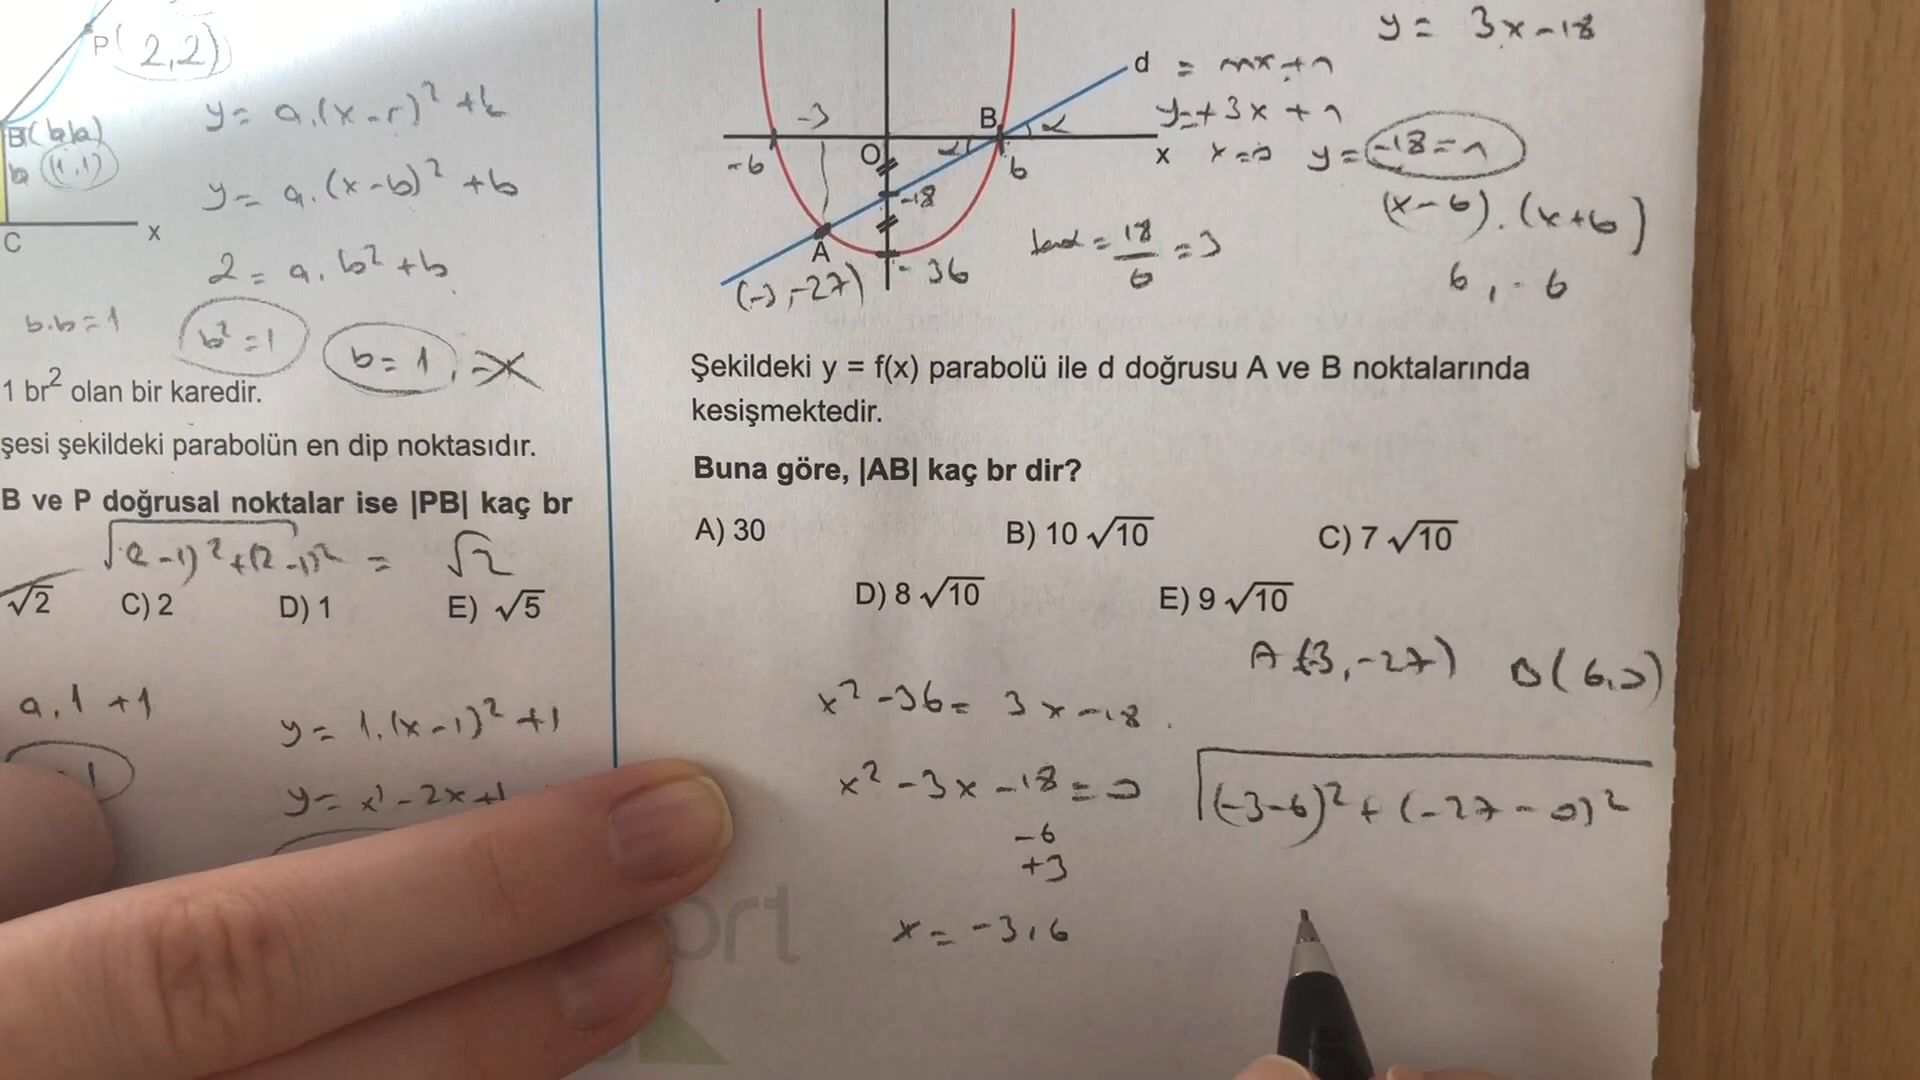 P(2,2)
y = a.(x-r)² + k
B(b,b)
b (1,1)
y = a.(x-b)² + b
C
x
2 = a.b² + b
b.b = 1
b² = 1
b = 1
1 br² olan bir karedir.
şesi şekildeki parabolün en dip noktasıdır.
B ve P doğrusal noktalar ise |PB| kaç br
√(2-1)² + (2-1)² = √2
√2 C) 2 D) 1 E) √5
a.1 + 1
y = 1.(x-1)² + 1
y = x² - 2x + 1
y = 3x - 18
d = mx + n
y = +3x + n
x = 0 y = -18 = n
(x-6).(x+6)
6, -6
-3
B α
-6 O α 6 x
-18
tanα = 18/6 = 3
A
(-3,-27)
-36
Şekildeki y = f(x) parabolü ile d doğrusu A ve B noktalarında
kesişmektedir.
Buna göre, |AB| kaç br dir?
A) 30 B) 10 √10 C) 7 √10
D) 8 √10 E) 9 √10
A(-3,-27) B(6,0)
x² - 36 = 3x - 18
x² - 3x - 18 = 0
-6
+3
x = -3, 6
√(-3-6)² + (-27-0)²
ort